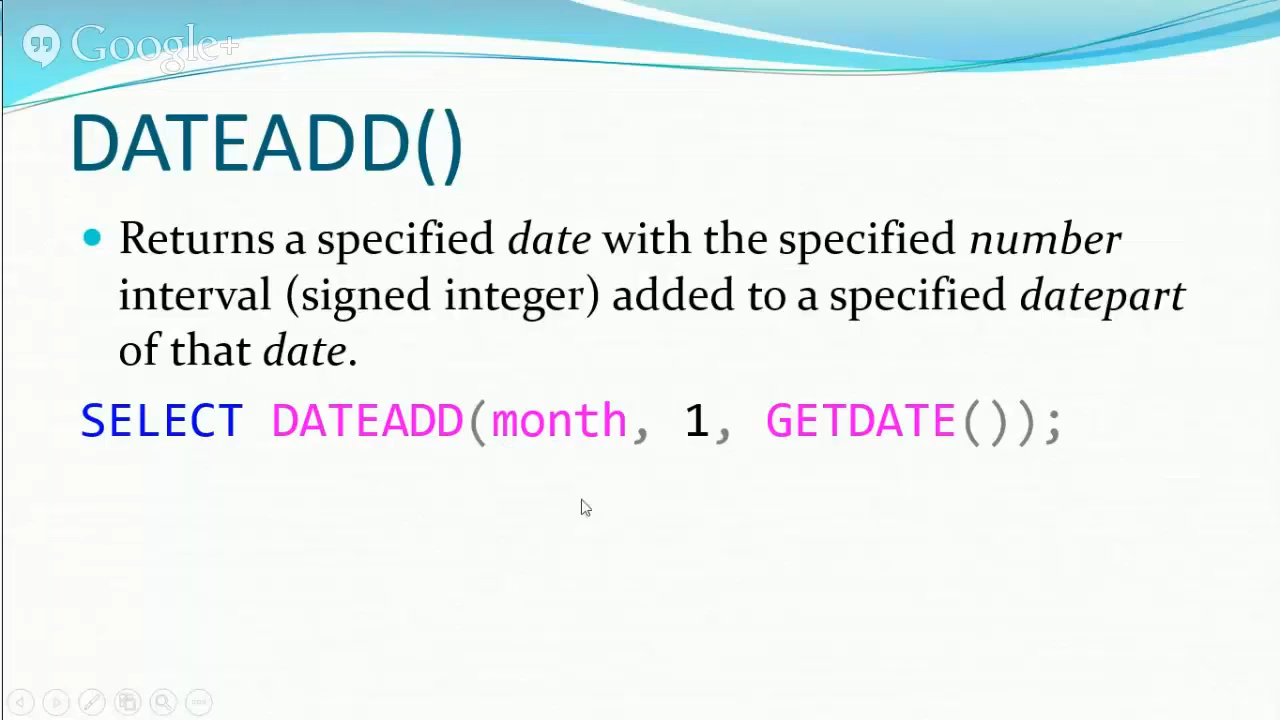 Google+
DATEADD()
• Returns a specified date with the specified number
interval (signed integer) added to a specified datepart
of that date.
SELECT DATEADD(month, 1, GETDATE());